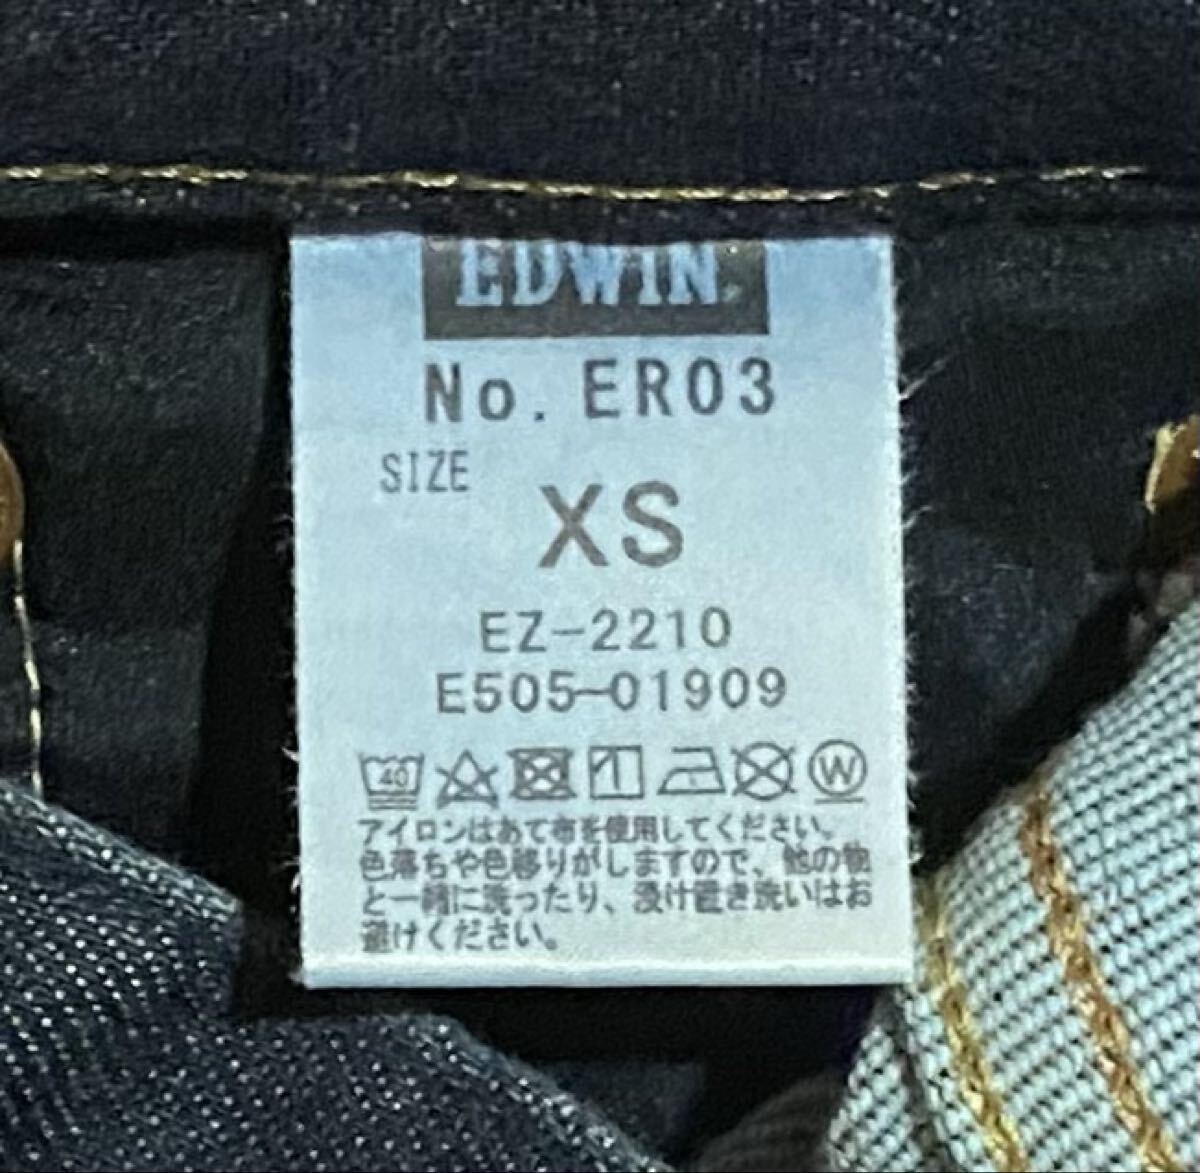 EDWIN.
No. ER03
SIZE
XS
EZ-2210
E505-01909
40 W
アイロンはあて布を使用してください。
色落ちや色移りがしますので、他の物
と一緒に洗ったり、浸け置き洗いはお
避けください。